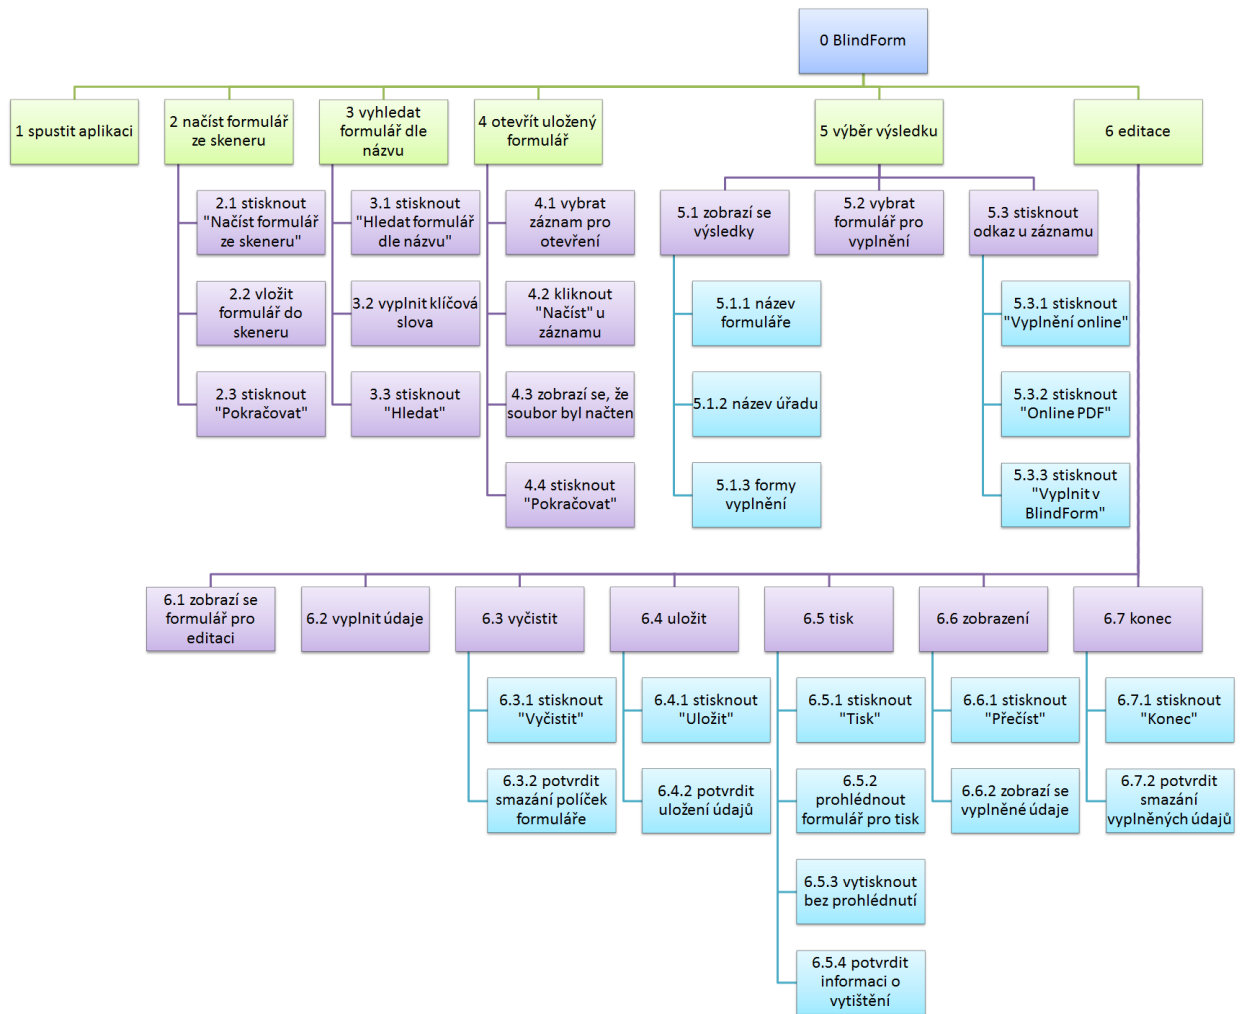 0 BlindForm
1 spustit aplikaci
2 načíst formulář
ze skeneru
3 vyhledat
formulář dle
názvu
4 otevřít uložený
formulář
5 výběr výsledku
6 editace
2.1 stisknout
"Načíst formulář
ze skeneru"
2.2 vložit
formulář do
skeneru
2.3 stisknout
"Pokračovat"
3.1 stisknout
"Hledat formulář
dle názvu"
3.2 vyplnit klíčová
slova
3.3 stisknout
"Hledat"
4.1 vybrat
záznam pro
otevření
4.2 kliknout
"Načíst" u
záznamu
4.3 zobrazí se, že
soubor byl načten
4.4 stisknout
"Pokračovat"
5.1 zobrazí se
výsledky
5.1.1 název
formuláře
5.1.2 název úřadu
5.1.3 formy
vyplnění
5.2 vybrat
formulář pro
vyplnění
5.3 stisknout
odkaz u záznamu
5.3.1 stisknout
"Vyplnění online"
5.3.2 stisknout
"Online PDF"
5.3.3 stisknout
"Vyplnit v
BlindForm"
6.1 zobrazí se
formulář pro
editaci
6.2 vyplnit údaje
6.3 vyčistit
6.3.1 stisknout
"Vyčistit"
6.3.2 potvrdit
smazání políček
formuláře
6.4 uložit
6.4.1 stisknout
"Uložit"
6.4.2 potvrdit
uložení údajů
6.5 tisk
6.5.1 stisknout
"Tisk"
6.5.2
prohlédnout
formulář pro tisk
6.5.3 vytisknout
bez prohlédnutí
6.5.4 potvrdit
informaci o
vytištění
6.6 zobrazení
6.6.1 stisknout
"Přečíst"
6.6.2 zobrazí se
vyplněné údaje
6.7 konec
6.7.1 stisknout
"Konec"
6.7.2 potvrdit
smazání
vyplněných údajů